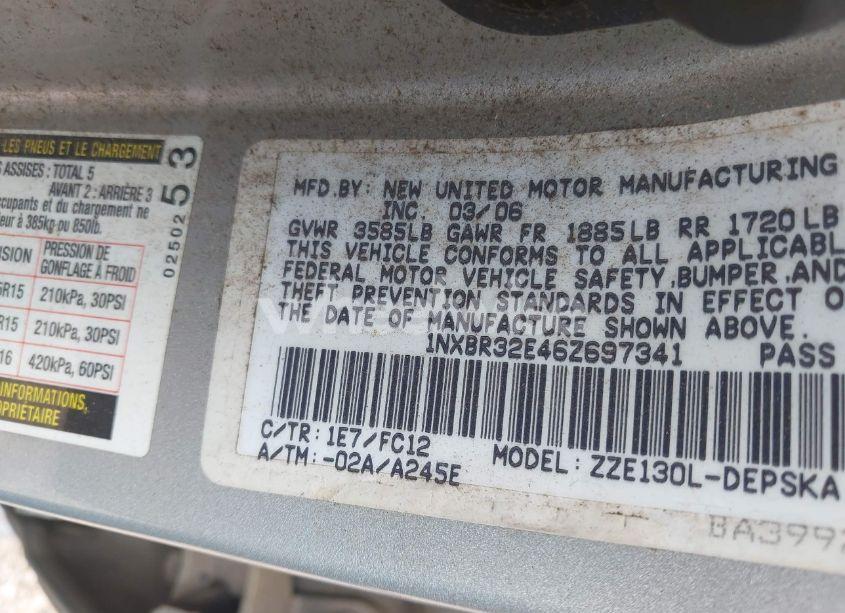 LES PNEUS ET LE CHARGEMENT
ASSISES : TOTAL 5
AVANT 2 : ARRIÈRE 3
occupants et du chargement ne
à 385kg ou 850lb.
PRESSION DE
GONFLAGE À FROID
R15 210kPa, 30PSI
R15 210kPa, 30PSI
16 420kPa, 60PSI
INFORMATIONS,
02502 53
MFD.BY: NEW UNITED MOTOR MANUFACTURING
INC. 03/06
GVWR 3585LB GAWR FR 1885LB RR 1720LB
THIS VEHICLE CONFORMS TO ALL
FEDERAL MOTOR VEHICLE SAFETY,BUMPER,AND
THEFT PREVENTION STANDARDS IN EFFECT
THE DATE OF MANUFACTURE SHOWN ABOVE.
1NXBR32E46Z697341 PASS
C/TR: 1E7/FC12
A/TM: -02A/A245E
MODEL: ZZE130L-DEPSKA